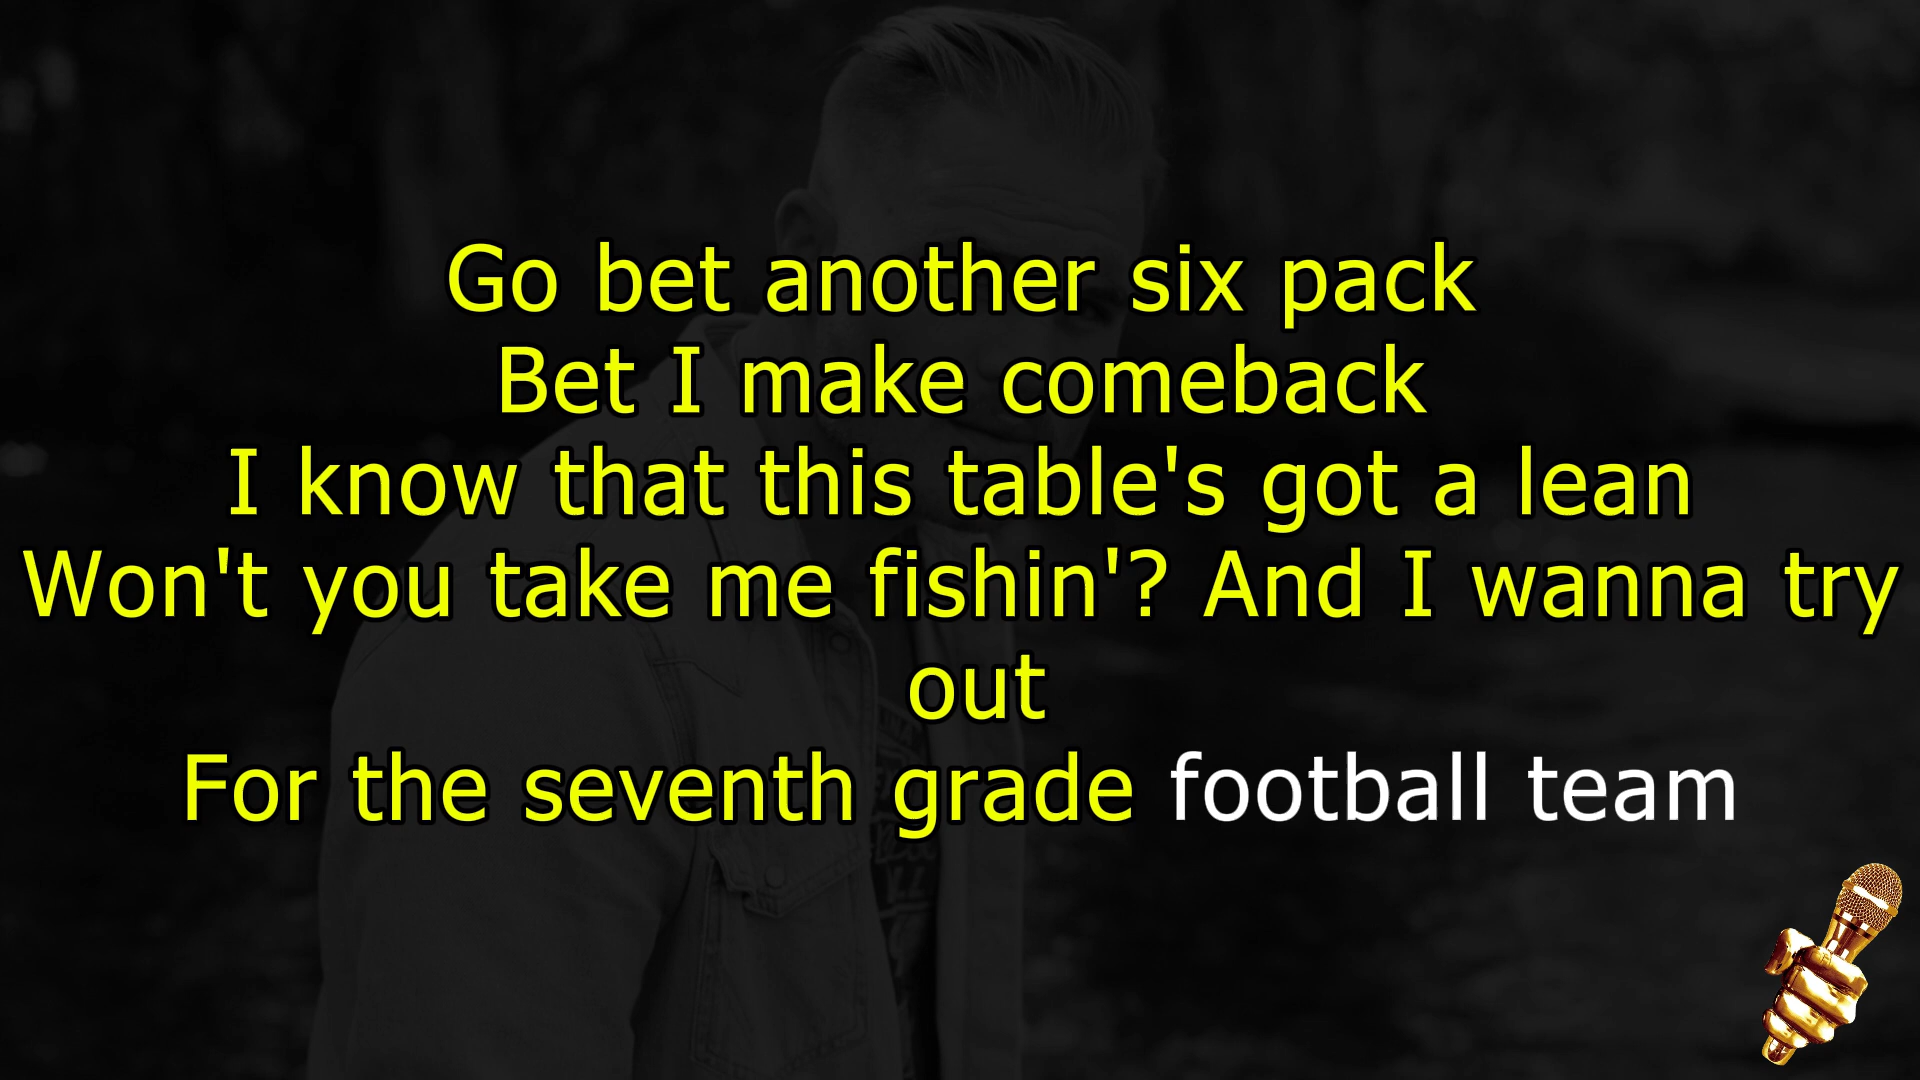 Go bet another six pack
Bet I make comeback
I know that this table's got a lean
Won't you take me fishin'? And I wanna try
out
For the seventh grade football team